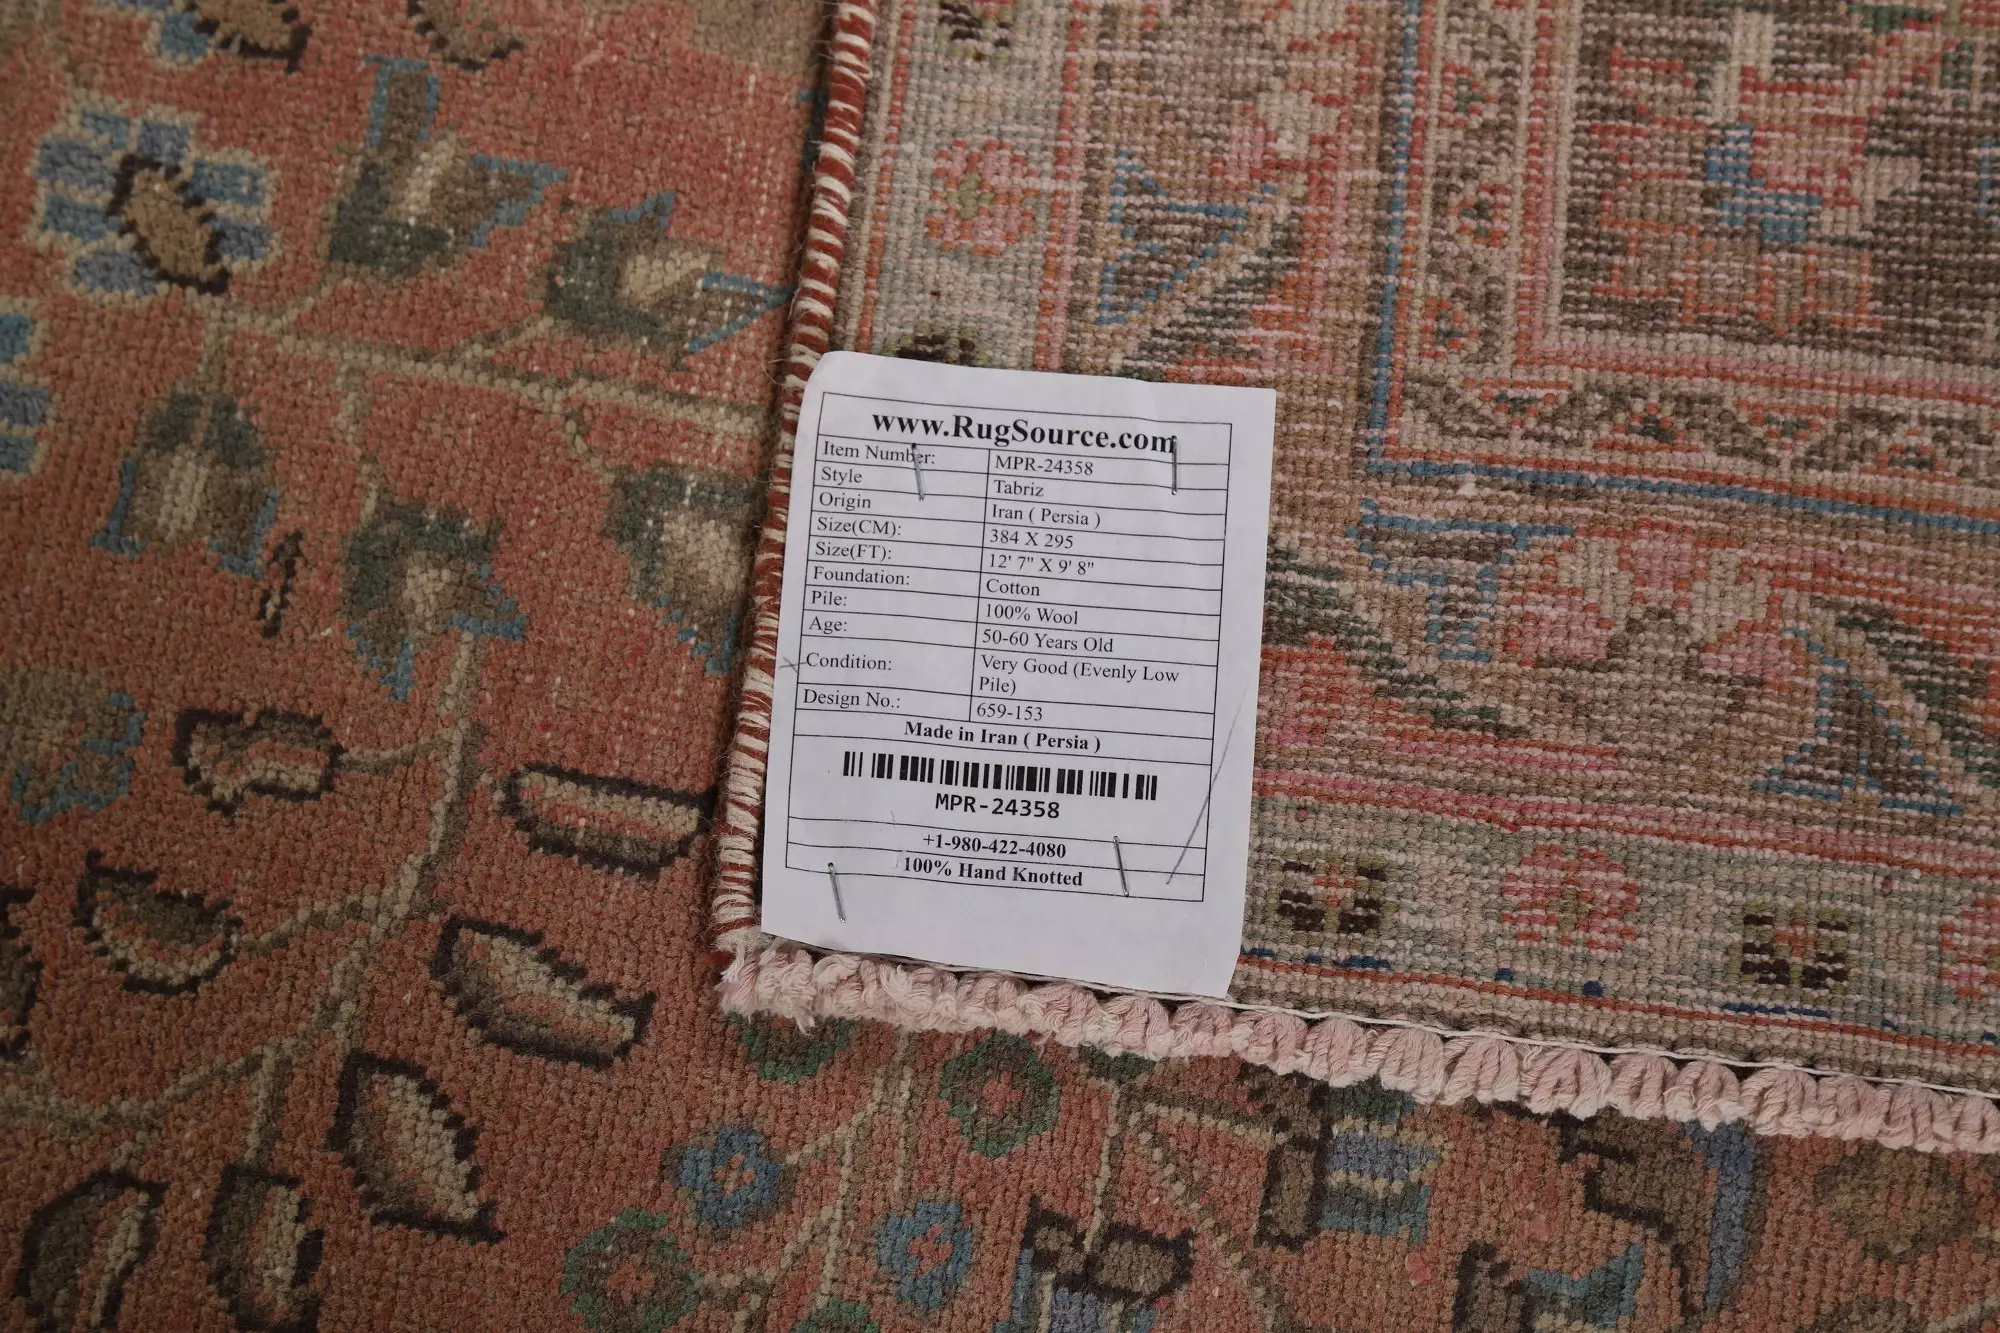 www.RugSource.com
Item Number: MPR-24358
Style Tabriz
Origin Iran ( Persia )
Size(CM): 384 X 295
Size(FT): 12' 7" X 9' 8"
Foundation: Cotton
Pile: 100% Wool
Age: 50-60 Years Old
Condition: Very Good (Evenly Low
Pile)
Design No.: 659-153
Made in Iran ( Persia )
MPR-24358
+1-980-422-4080
100% Hand Knotted